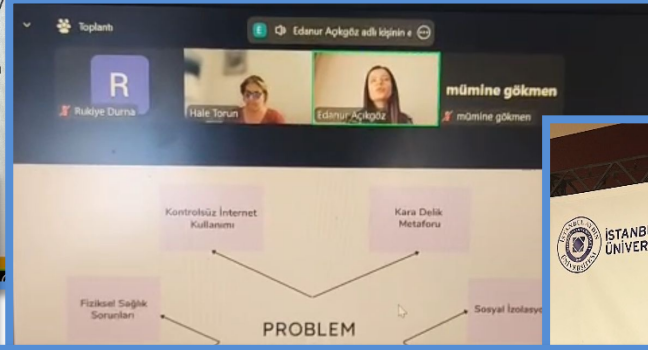 Toplantı
E
Edanur Açıkgöz adlı kişinin e
R
mümine gökmen
Rukiye Durna
Hale Torun
Edanur Açıkgöz
mümine gökmen
Kontrolsüz İnternet
Kullanımı
Kara Delik
Metaforu
Fiziksel Sağlık
Sorunları
Sosyal İzolasyo
PROBLEM
İSTANB
ÜNİVER